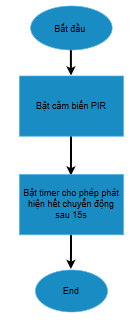 Bắt đầu
Bật cảm biến PIR
Bật timer cho phép phát
hiện hết chuyển động
sau 15s
End